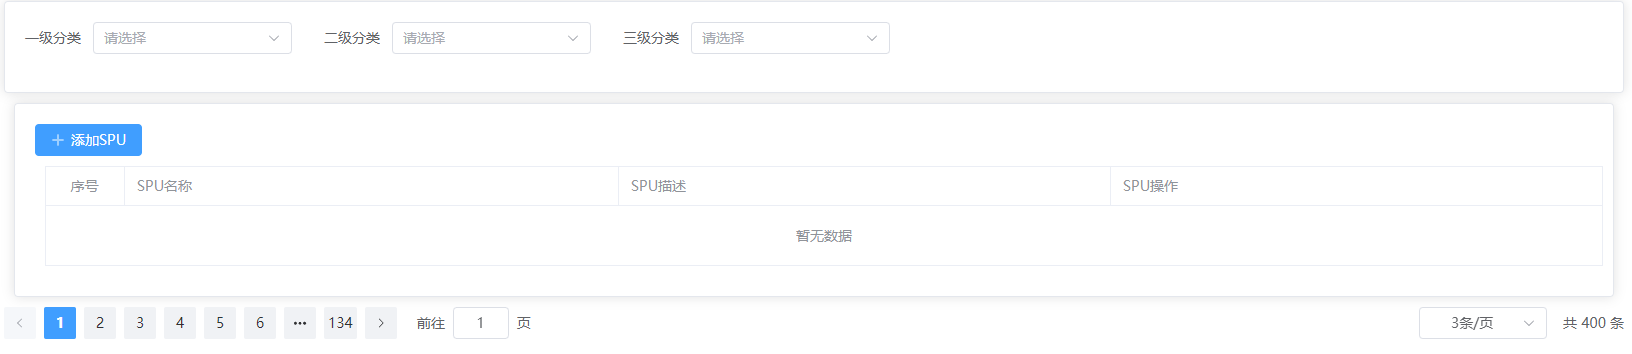 一级分类 请选择 二级分类 请选择 三级分类 请选择
添加SPU
序号 SPU名称 SPU描述 SPU操作
暂无数据
1 2 3 4 5 6 ••• 134 前往 1 页 3条/页 共 400 条